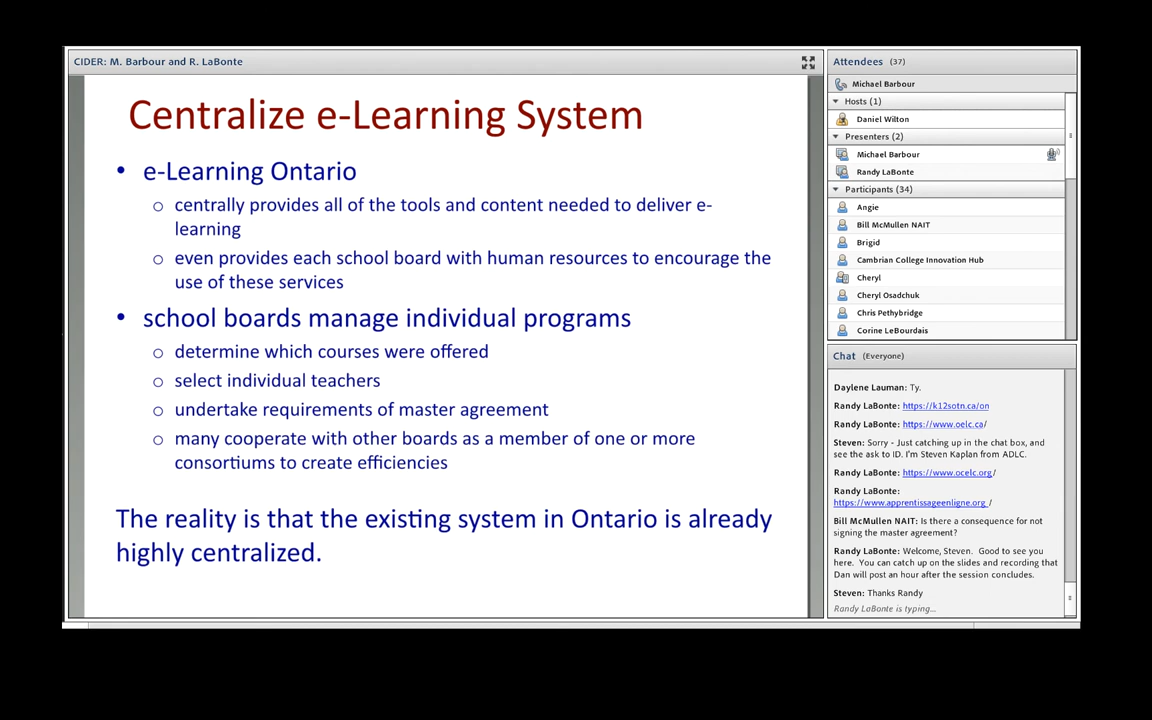 CIDER: M. Barbour and R. LaBonte
Centralize e-Learning System
• e-Learning Ontario
o centrally provides all of the tools and content needed to deliver e-
learning
o even provides each school board with human resources to encourage the
use of these services
• school boards manage individual programs
o determine which courses were offered
o select individual teachers
o undertake requirements of master agreement
o many cooperate with other boards as a member of one or more
consortiums to create efficiencies
The reality is that the existing system in Ontario is already
highly centralized.
Attendees (37)
Michael Barbour
Hosts (1)
Daniel Wilton
Presenters (2)
Michael Barbour
Randy LaBonte
Participants (34)
Angie
Bill McMullen NAIT
Brigid
Cambrian College Innovation Hub
Cheryl
Cheryl Osadchuk
Chris Pethybridge
Corine LeBourdais
Chat (Everyone)
Daylene Lauman: Ty.
Randy LaBonte: https://k12sotn.ca/on
Randy LaBonte: https://www.oelc.ca/
Steven: Sorry - Just catching up in the chat box, and
see the ask to ID. I'm Steven Kaplan from ADLC.
Randy LaBonte: https://www.ocelc.org/
Randy LaBonte:
https://www.apprentissageenligne.org /
Bill McMullen NAIT: Is there a consequence for not
signing the master agreement?
Randy LaBonte: Welcome, Steven. Good to see you
here. You can catch up on the slides and recording that
Dan will post an hour after the session concludes.
Steven: Thanks Randy
Randy LaBonte is typing...